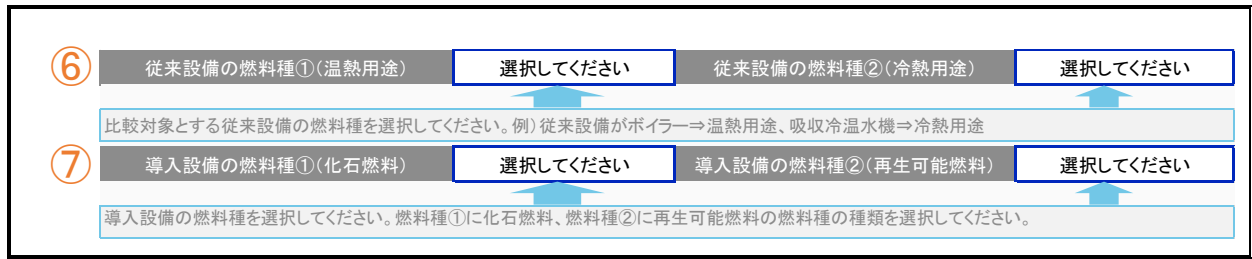 ⑥ 従来設備の燃料種①(温熱用途) 選択してください 従来設備の燃料種②(冷熱用途) 選択してください
比較対象とする従来設備の燃料種を選択してください。例)従来設備がボイラー⇒温熱用途、吸収冷温水機⇒冷熱用途
⑦ 導入設備の燃料種①(化石燃料) 選択してください 導入設備の燃料種②(再生可能燃料) 選択してください
導入設備の燃料種を選択してください。燃料種①に化石燃料、燃料種②に再生可能燃料の燃料種の種類を選択してください。